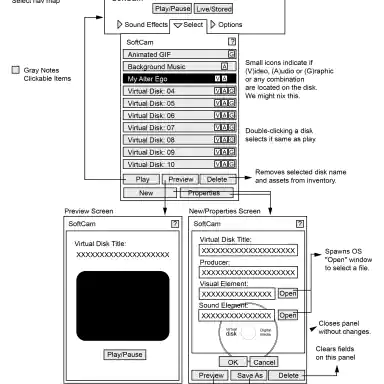 Select nav map
SoftCam
Play/Pause Live/Stored
Sound Effects Select Options
SoftCam ?
Animated GIF G
Background Music A
My Alter Ego V A
Virtual Disk: 04 V A G
Virtual Disk: 05 V A G
Virtual Disk: 06 V A G
Virtual Disk: 07 V A G
Virtual Disk: 08 V A G
Virtual Disk: 09 V A G
Virtual Disk: 10 V A G
Play Preview Delete
New Properties
Gray Notes
Clickable Items
Small icons indicate if
(V)ideo, (A)udio or (G)raphic
or any combination
are located on the disk.
We might nix this.
Double-clicking a disk
selects it same as play.
Removes selected disk name
and assets from inventory.
Preview Screen
SoftCam ?
Virtual Disk Title:
XXXXXXXXXXXXXXXXXX
Play/Pause
New/Properties Screen
SoftCam ?
Virtual Disk Title:
XXXXXXXXXXXXXXXXXXX
Producer:
XXXXXXXXXXXXXXXXXXX
Visual Element:
XXXXXXXXXXXXXX Open
Sound Element:
XXXXXXXXXXXXXX Open
Virtual
disk
Digital
OK Cancel
Preview Save As Delete
Spawns OS
"Open" window
to select a file.
Closes panel
without changes.
Clears fields
on this panel